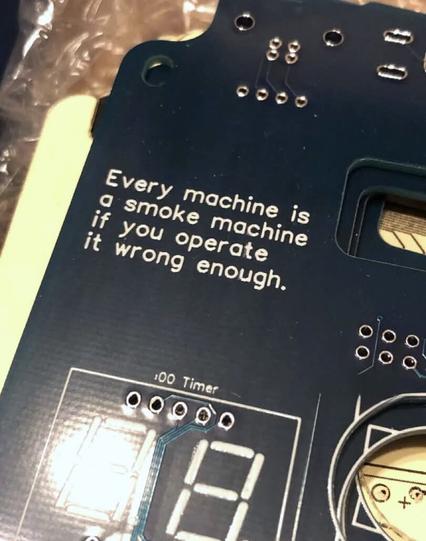 Every machine is
a smoke machine
if you operate
it wrong enough.
:00 Timer
+